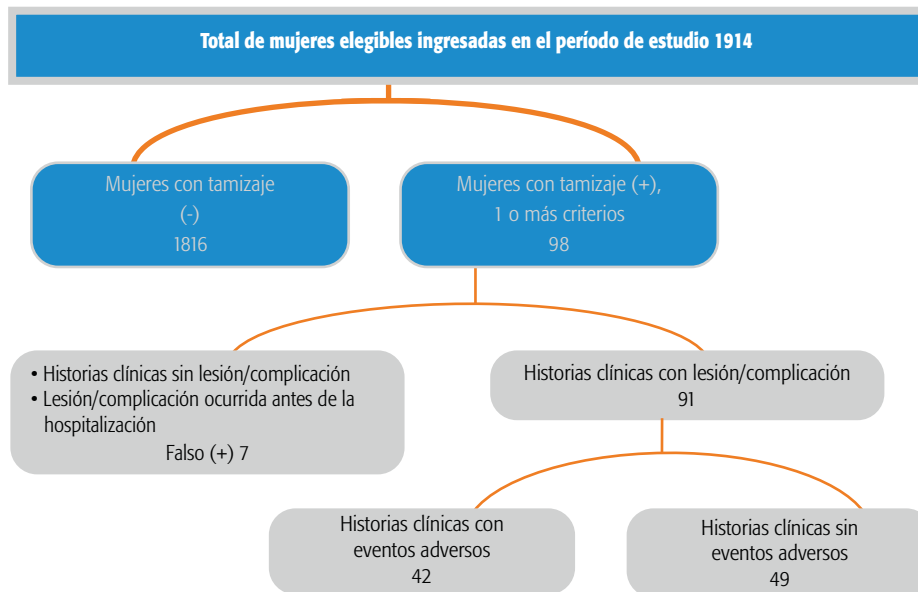 Total de mujeres elegibles ingresadas en el período de estudio 1914
Mujeres con tamizaje
(-)
1816
Mujeres con tamizaje (+),
1 o más criterios
98
• Historias clínicas sin lesión/complicación
• Lesión/complicación ocurrida antes de la
hospitalización
Falso (+) 7
Historias clínicas con lesión/complicación
91
Historias clínicas con
eventos adversos
42
Historias clínicas sin
eventos adversos
49